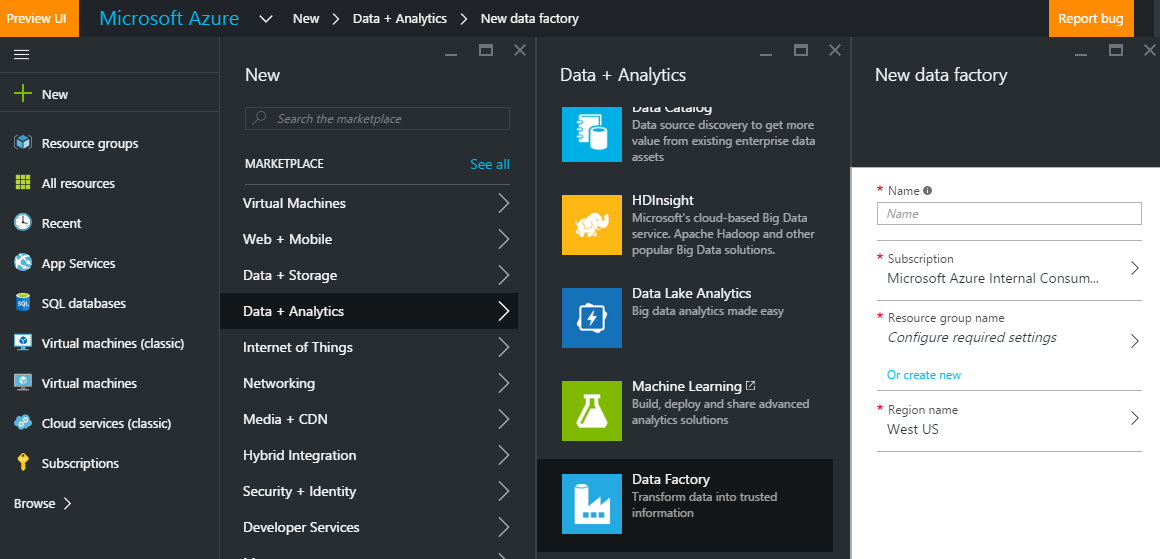 Preview UI
Microsoft Azure
New
Data + Analytics
New data factory
Report bug
New
Resource groups
All resources
Recent
App Services
SQL databases
Virtual machines (classic)
Virtual machines
Cloud services (classic)
Subscriptions
Browse
New
Search the marketplace
MARKETPLACE
See all
Virtual Machines
Web + Mobile
Data + Storage
Data + Analytics
Internet of Things
Networking
Media + CDN
Hybrid Integration
Security + Identity
Developer Services
Data + Analytics
Data Catalog
Data source discovery to get more
value from existing enterprise data
assets
HDInsight
Microsoft's cloud-based Big Data
service. Apache Hadoop and other
popular Big Data solutions.
Data Lake Analytics
Big data analytics made easy
Machine Learning
Build, deploy and share advanced
analytics solutions
Data Factory
Transform data into trusted
information
New data factory
* Name
Name
* Subscription
Microsoft Azure Internal Consum...
* Resource group name
Configure required settings
Or create new
* Region name
West US